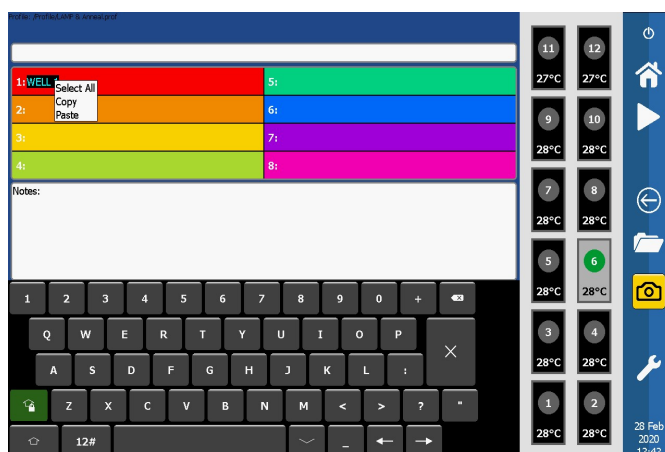 Profile: /Profile/LAMP & Anneal.prof
1: WELL
5:
Select All
Copy
Paste
2:
6:
3:
7:
4:
8:
Notes:
1 2 3 4 5 6 7 8 9 0 +
Q W E R T Y U I O P
A S D F G H J K L :
Z X C V B N M < > ? "
12# _
11 12
27°C 27°C
9 10
28°C 28°C
7 8
28°C 28°C
5 6
28°C 28°C
3 4
28°C 28°C
1 2
28°C 28°C
28 Feb
2020